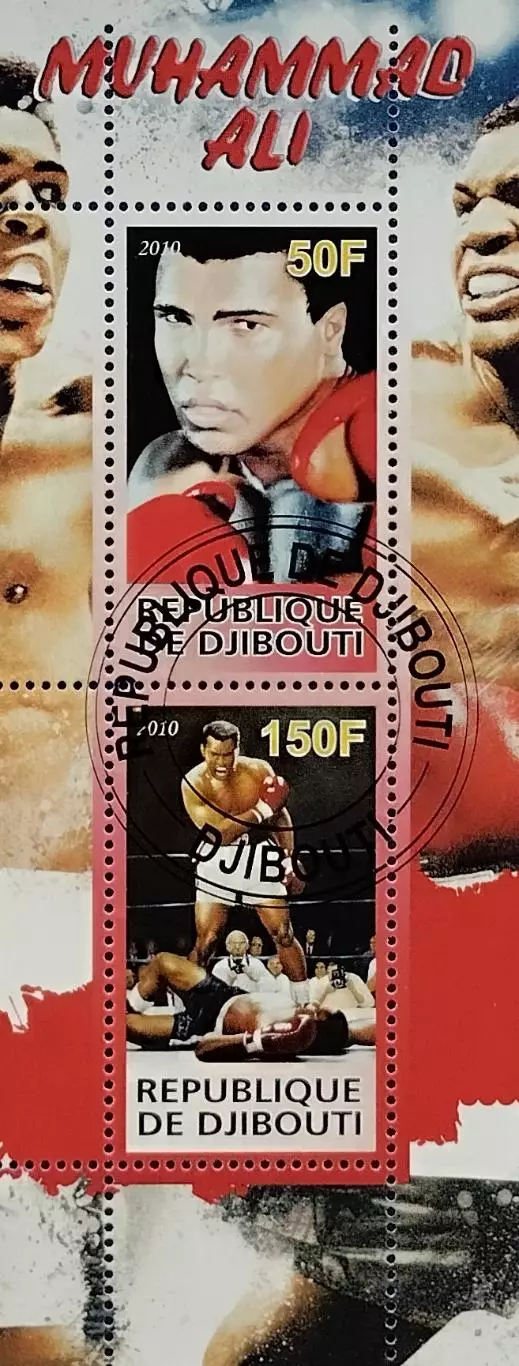 MUHAMMAD
ALI
2010
50F
REPUBLIQUE
DE DJIBOUTI
REPUBLIQUE DE DJIBOUTI
DJIBOUTI
2010
150F
REPUBLIQUE
DE DJIBOUTI